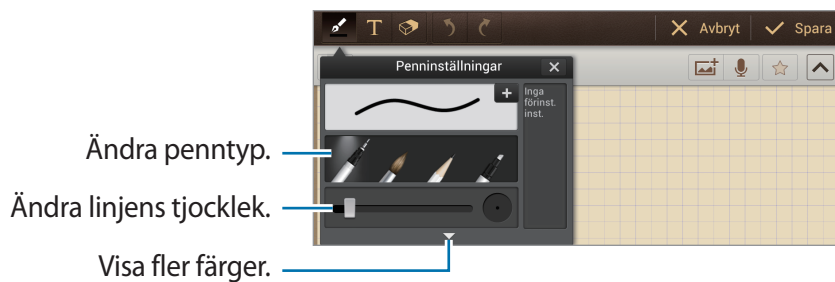 T
Avbryt
Spara
Penninställningar
Inga
förinst.
inst.
Ändra penntyp.
Ändra linjens tjocklek.
Visa fler färger.